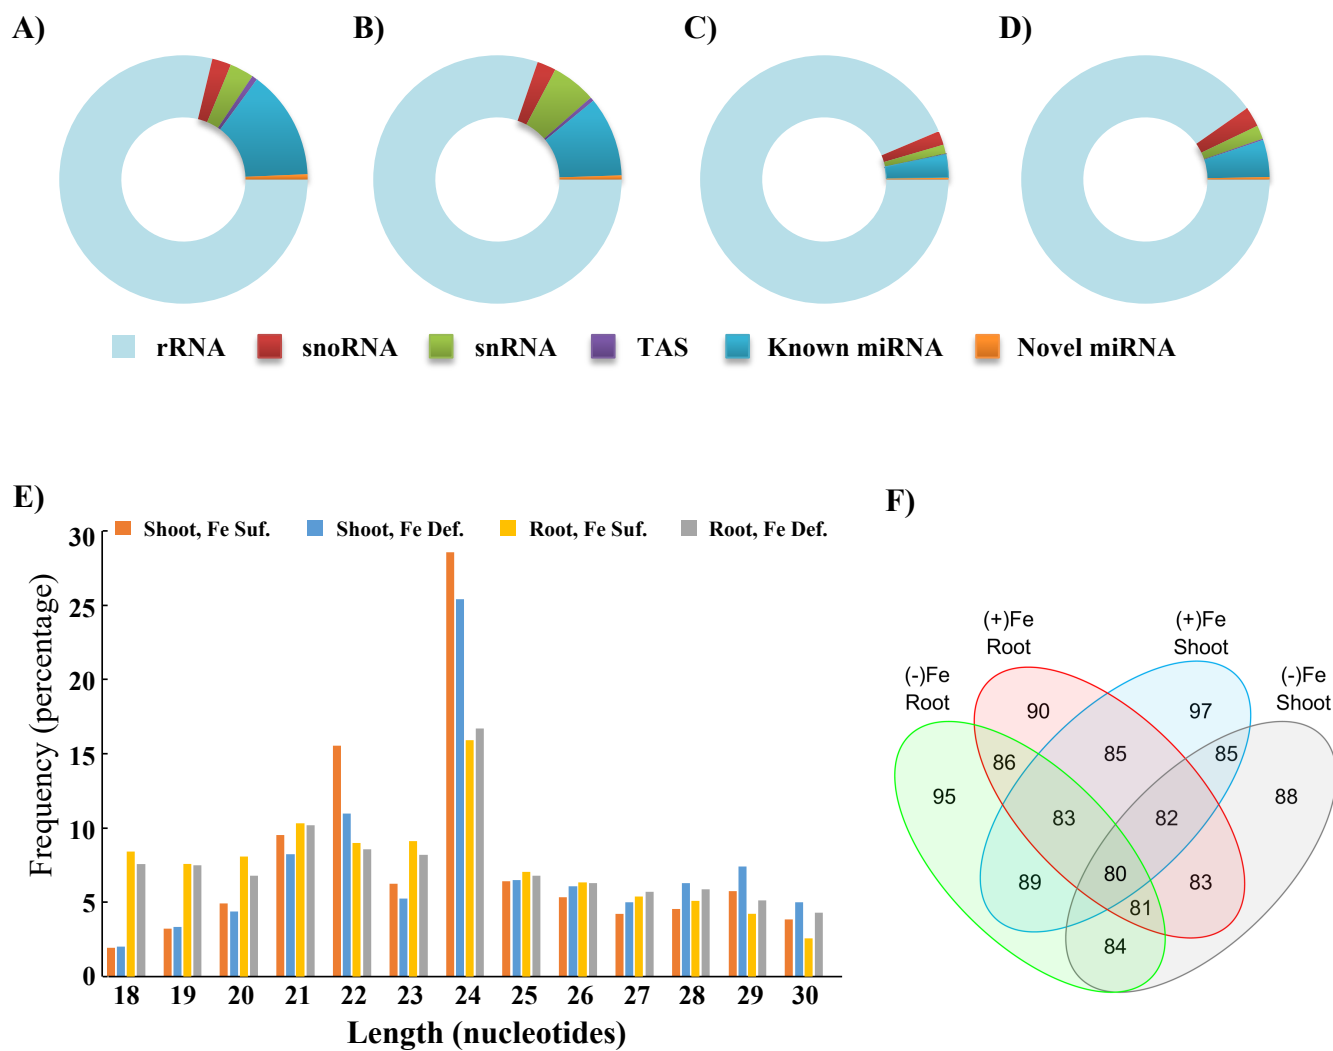 A)
B)
C)
D)
rRNA
snoRNA
snRNA
TAS
Known miRNA
Novel miRNA
E)
Shoot, Fe Suf.
Shoot, Fe Def.
Root, Fe Suf.
Root, Fe Def.
Frequency (percentage)
30
25
20
15
10
5
0
18 19 20 21 22 23 24 25 26 27 28 29 30
Length (nucleotides)
F)
(-)Fe
Root
(+)Fe
Root
(+)Fe
Shoot
(-)Fe
Shoot
90
97
86
85
85
95
88
83
82
80
89
83
81
84